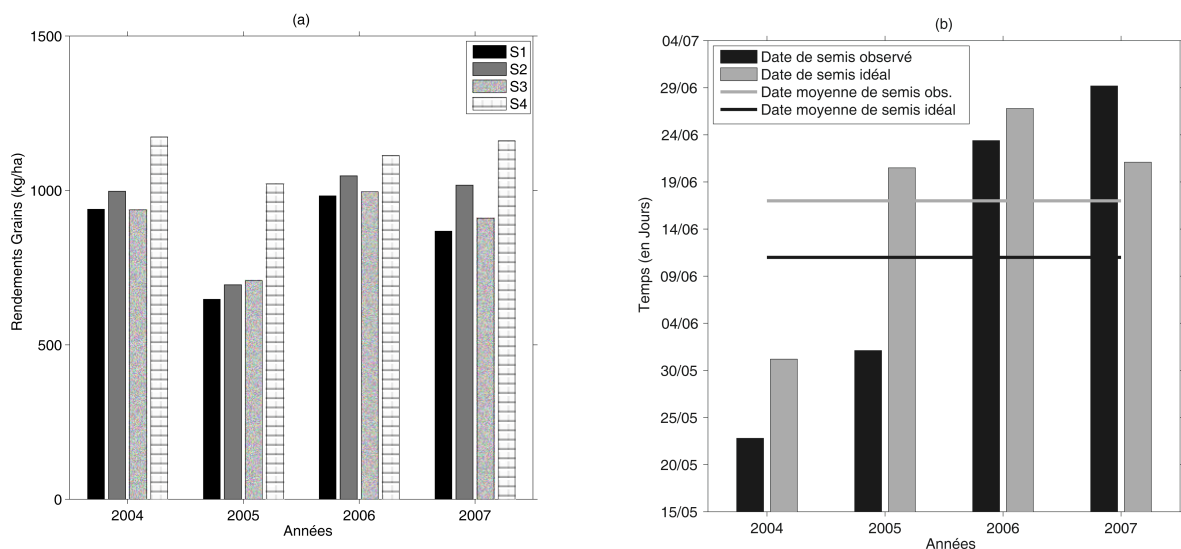 (a)
1500
1000
500
0
Rendements Grains (kg/ha)
S1
S2
S3
S4
2004
2005
2006
2007
Années
(b)
04/07
29/06
24/06
19/06
14/06
09/06
04/06
30/05
25/05
20/05
15/05
Temps (en Jours)
Date de semis observé
Date de semis idéal
Date moyenne de semis obs.
Date moyenne de semis idéal
2004
2005
2006
2007
Années